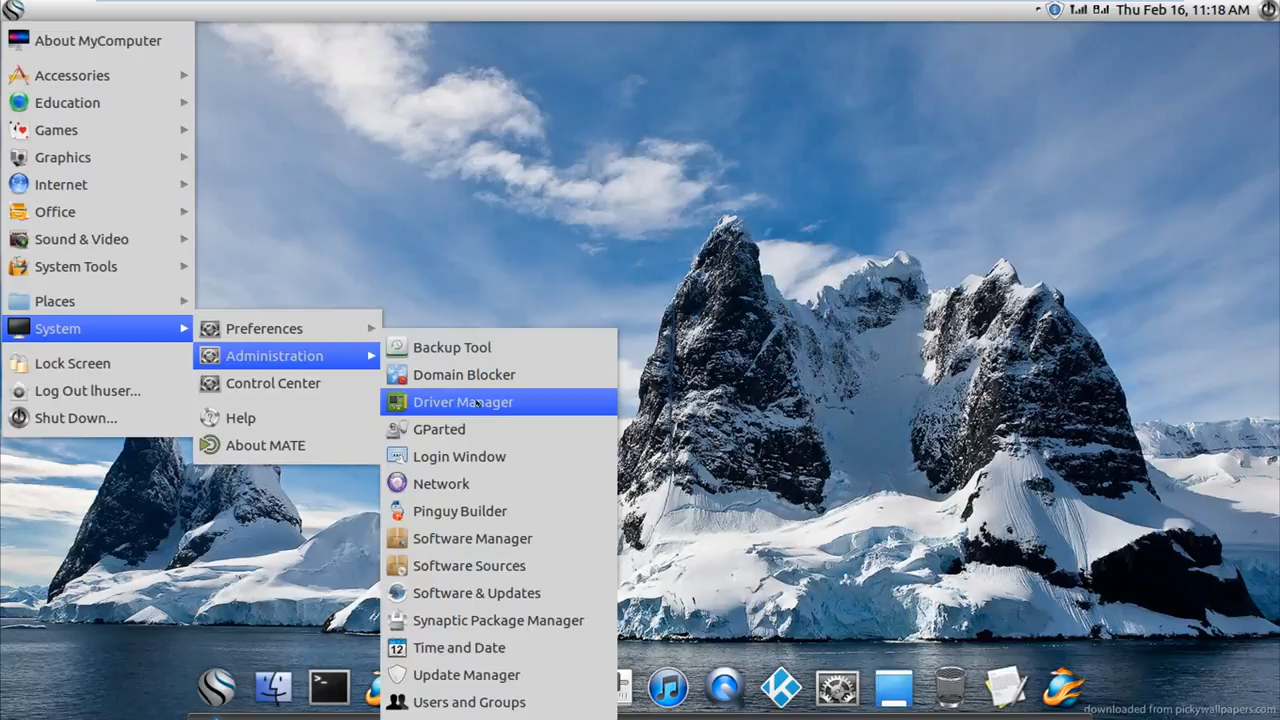 Thu Feb 16, 11:18 AM
About MyComputer
Accessories
Education
Games
Graphics
Internet
Office
Sound & Video
System Tools
Places
System
Lock Screen
Log Out lhuser...
Shut Down...
Preferences
Administration
Control Center
Help
About MATE
Backup Tool
Domain Blocker
Driver Manager
GParted
Login Window
Network
Pinguy Builder
Software Manager
Software Sources
Software & Updates
Synaptic Package Manager
Time and Date
Update Manager
Users and Groups
12
>_
downloaded from pickywallpapers.com